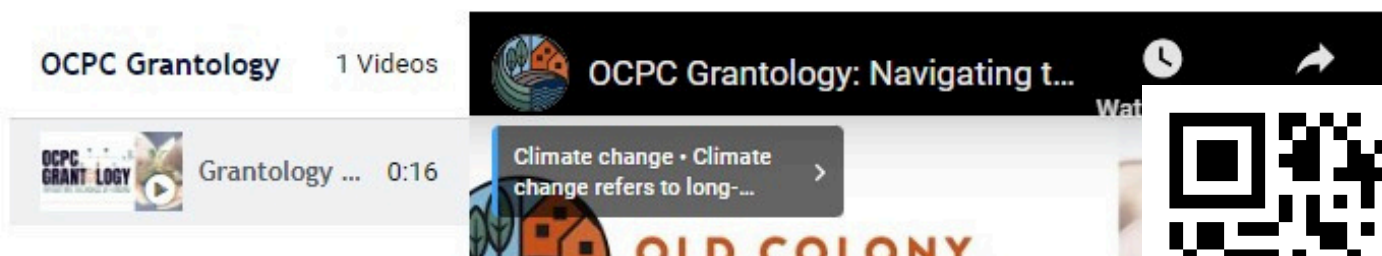 OCPC Grantology 1 Videos
OCPC
GRANT LOGY
Grantology ... 0:16
OCPC Grantology: Navigating t...
Wat
Climate change • Climate
change refers to long-...
OLD COLONY